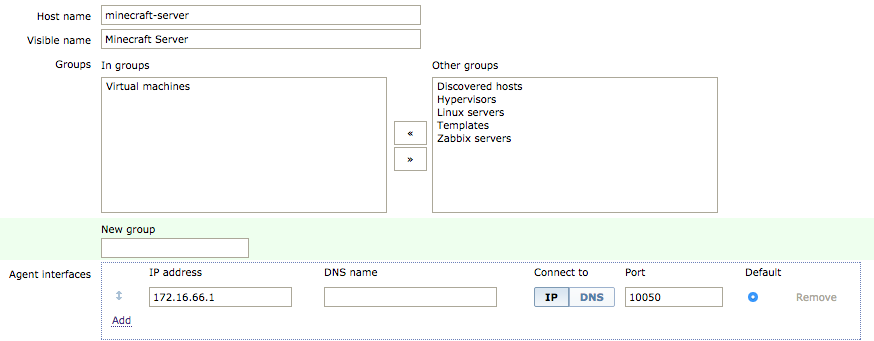 Host name minecraft-server
Visible name Minecraft Server
Groups In groups Other groups
Virtual machines Discovered hosts
Hypervisors
Linux servers
« Templates
Zabbix servers
»
New group
Agent interfaces IP address DNS name Connect to Port Default
172.16.66.1 IP DNS 10050 Remove
Add